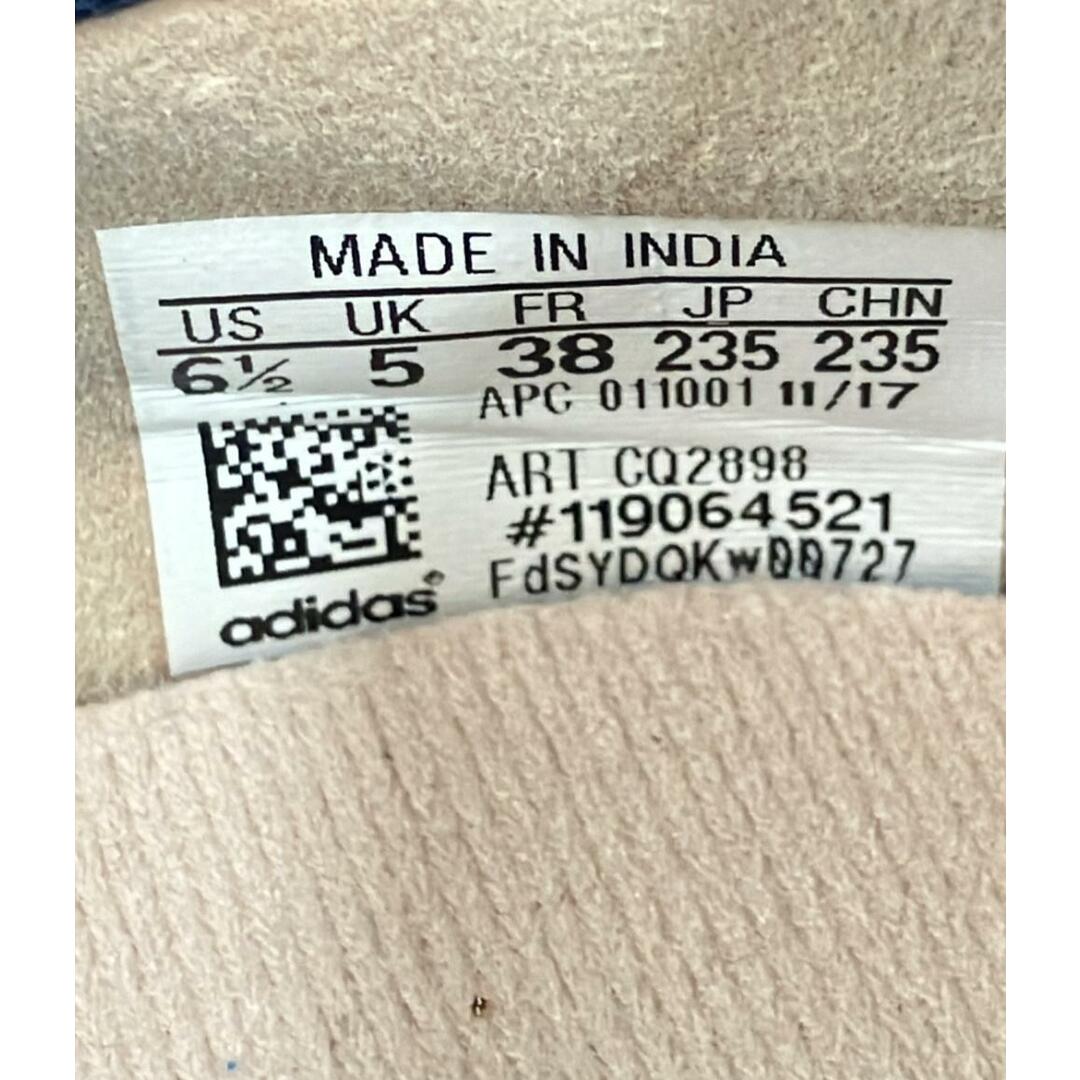 MADE IN INDIA
US UK FR JP CHN
6½ 5 38 235 235
APC 011001 11/17
ART CQ2898
#119064521
FdSYDQKw00727
adidas®